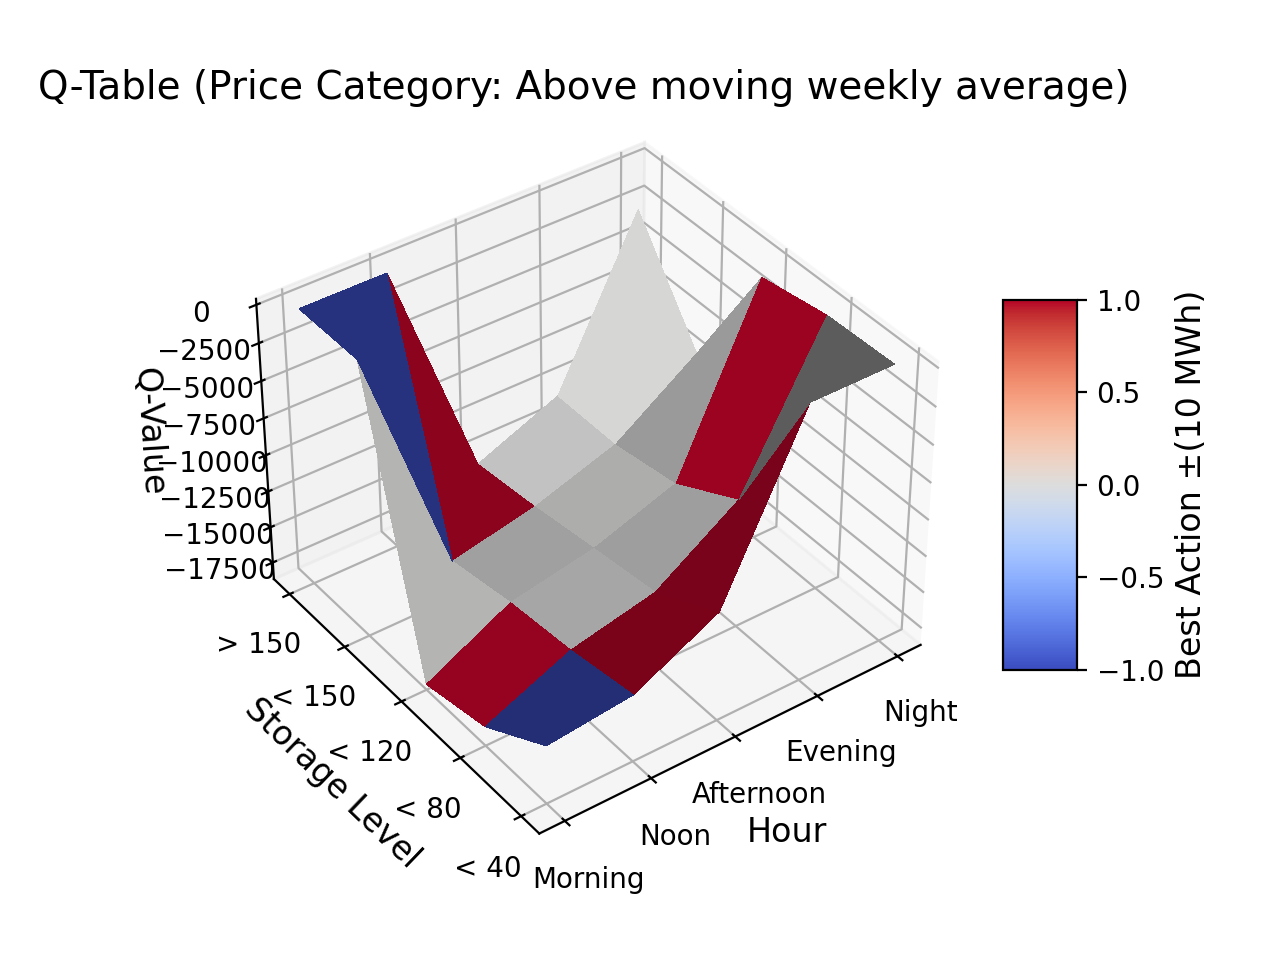 Q-Table (Price Category: Above moving weekly average)
0
−2500
−5000
−7500
−10000
−12500
−15000
−17500
Q-Value
> 150
< 150
< 120
< 80
< 40
Storage Level
Morning
Noon
Afternoon
Evening
Night
Hour
1.0
0.5
0.0
−0.5
−1.0
Best Action ±(10 MWh)